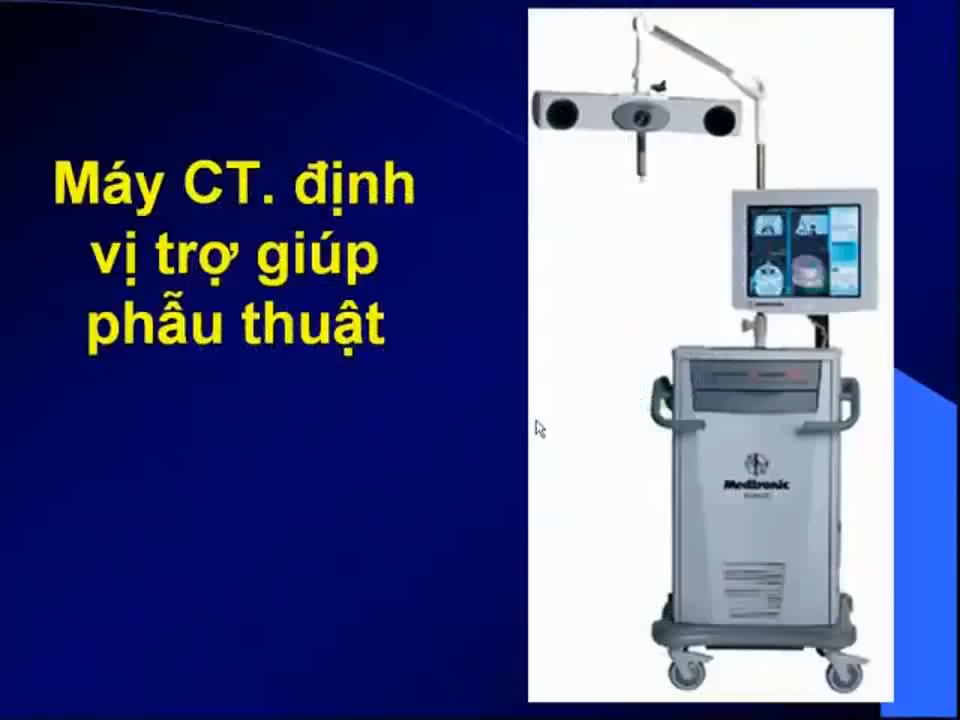 Máy CT. định
vị trợ giúp
phẫu thuật
Medtronic